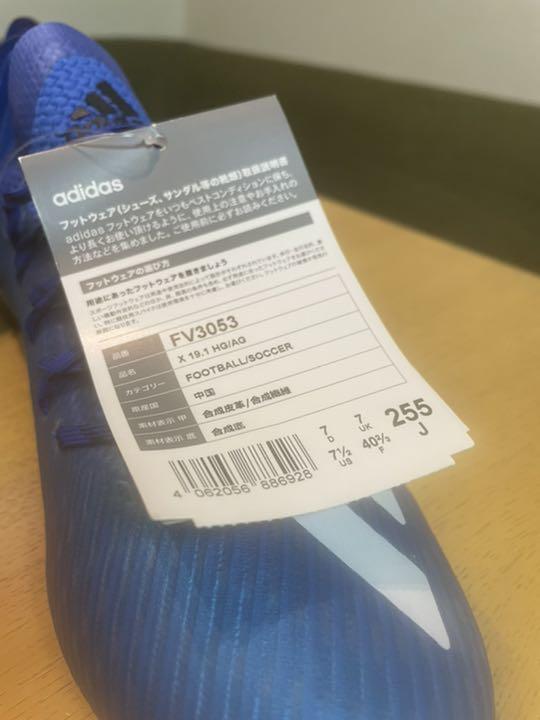 adidas
フットウェア(シューズ、サンダル等の靴類)取扱説明書
adidas フットウェアをいつもベストコンディションに保ち、
より長くお使い頂けるように、使用上の注意やお手入れの
方法などを集めました。ご使用前に必ずお読みください。
フットウェアの選び方
用途にあったフットウェアを履きましょう
品番 FV3053
品名 X 19.1 HG/AG
カテゴリー FOOTBALL/SOCCER
原産国 中国
素材表示 甲 合成皮革/合成繊維
素材表示 底 合成底
7 D 7 UK 255 J
7½ US 40⅔ F
4 062056 886928